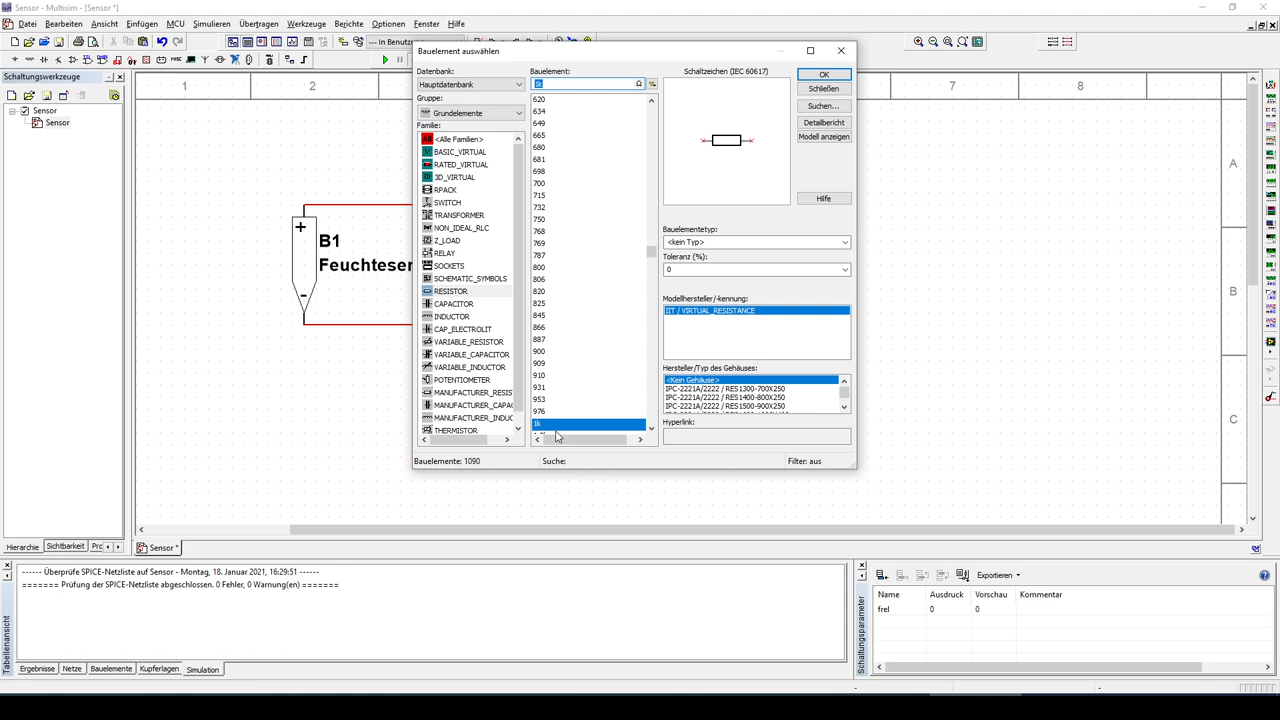 Sensor - Multisim - [Sensor *]
Datei Bearbeiten Ansicht Einfügen MCU Simulieren Übertragen Werkzeuge Berichte Optionen Fenster Hilfe
--- In Benutz
Schaltungswerkzeuge
Sensor
Sensor
Hierarchie Sichtbarkeit
1 2 7 8
A
B
C
B1
Feuchteser
Bauelement auswählen
Datenbank:
Hauptdatenbank
Gruppe:
Grundelemente
Familie:
<Alle Familien>
BASIC_VIRTUAL
RATED_VIRTUAL
3D_VIRTUAL
RPACK
SWITCH
TRANSFORMER
NON_IDEAL_RLC
Z_LOAD
RELAY
SOCKETS
SCHEMATIC_SYMBOLS
RESISTOR
CAPACITOR
INDUCTOR
CAP_ELECTROLIT
VARIABLE_RESISTOR
VARIABLE_CAPACITOR
VARIABLE_INDUCTOR
POTENTIOMETER
MANUFACTURER_RESIS
MANUFACTURER_CAPA
MANUFACTURER_INDUC
THERMISTOR
Bauelement:
1k Ω
620
634
649
665
680
681
698
700
715
732
750
768
769
787
800
806
820
825
845
866
887
900
909
910
931
953
976
1k
Schaltzeichen (IEC 60617)
OK
Schließen
Suchen...
Detailbericht
Modell anzeigen
Hilfe
Bauelementetyp:
<kein Typ>
Toleranz (%):
0
Modellhersteller/-kennung:
IIT / VIRTUAL_RESISTANCE
Hersteller/Typ des Gehäuses:
<Kein Gehäuse>
IPC-2221A/2222 / RES1300-700X250
IPC-2221A/2222 / RES1400-800X250
IPC-2221A/2222 / RES1500-900X250
Hyperlink:
Bauelemente: 1090 Suche: Filter: aus
Sensor *
Tabellenansicht
------ Überprüfe SPICE-Netzliste auf Sensor - Montag, 18. Januar 2021, 16:29:51 ------
======= Prüfung der SPICE-Netzliste abgeschlossen. 0 Fehler, 0 Warnung(en) =======
Ergebnisse Netze Bauelemente Kupferlagen Simulation
Schaltungsparameter
Exportieren
Name Ausdruck Vorschau Kommentar
frel 0 0